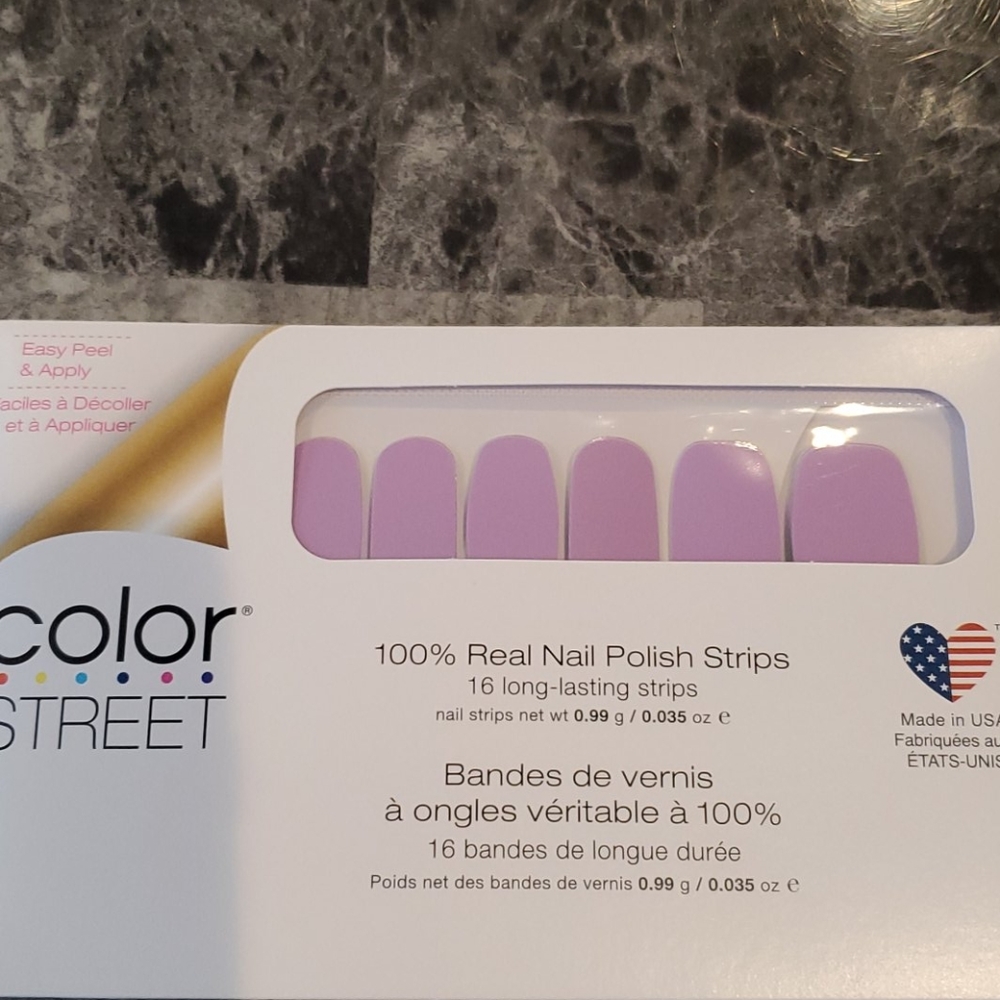 Easy Peel
& Apply
aciles à Décoller
et à Appliquer
color®
STREET
100% Real Nail Polish Strips
16 long-lasting strips
nail strips net wt 0.99 g / 0.035 oz ℮
Bandes de vernis
à ongles véritable à 100%
16 bandes de longue durée
Poids net des bandes de vernis 0.99 g / 0.035 oz ℮
Made in USA
Fabriquées au
ÉTATS-UNIS